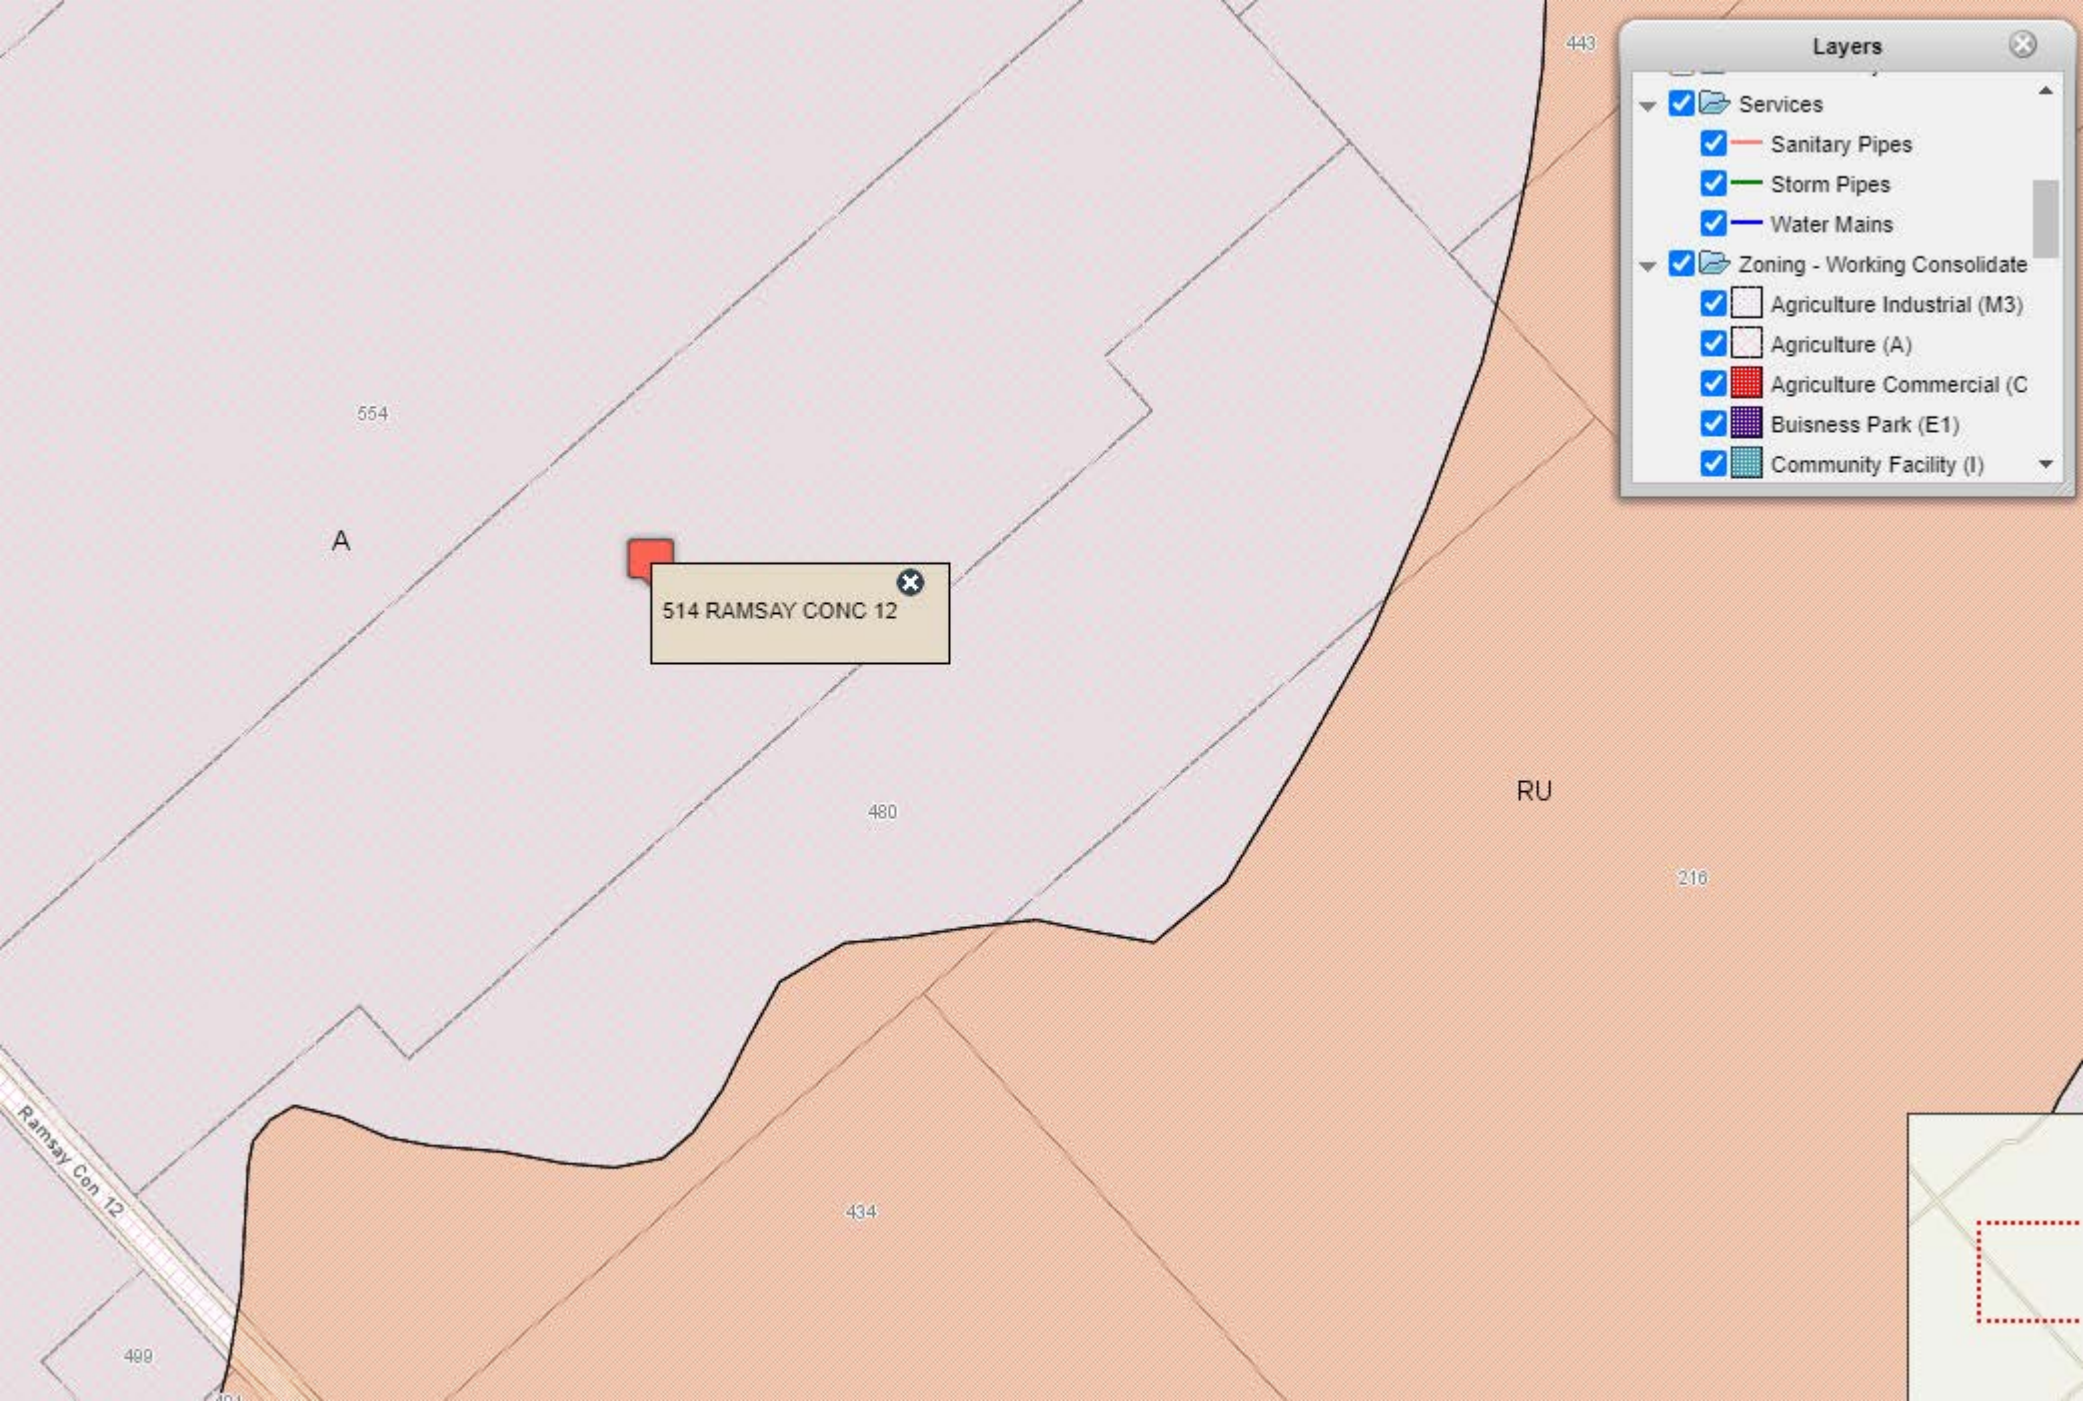 443
Layers
Services
Sanitary Pipes
Storm Pipes
Water Mains
Zoning - Working Consolidate
Agriculture Industrial (M3)
Agriculture (A)
Agriculture Commercial (C
Buisness Park (E1)
Community Facility (I)
554
A
514 RAMSAY CONC 12
RU
480
216
Ramsay Con 12
434
499